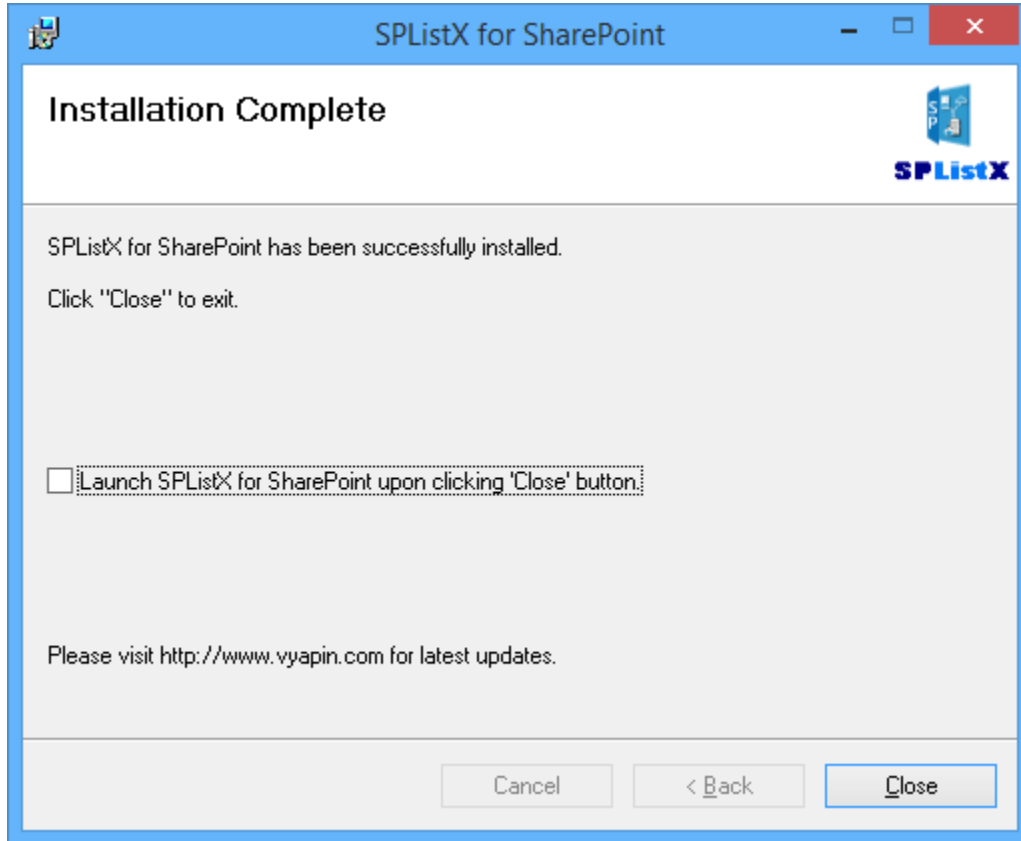 SPListX for SharePoint
Installation Complete
SP
SPListX
SPListX for SharePoint has been successfully installed.
Click "Close" to exit.
Launch SPListX for SharePoint upon clicking 'Close' button.
Please visit http://www.vyapin.com for latest updates.
Cancel
< Back
Close